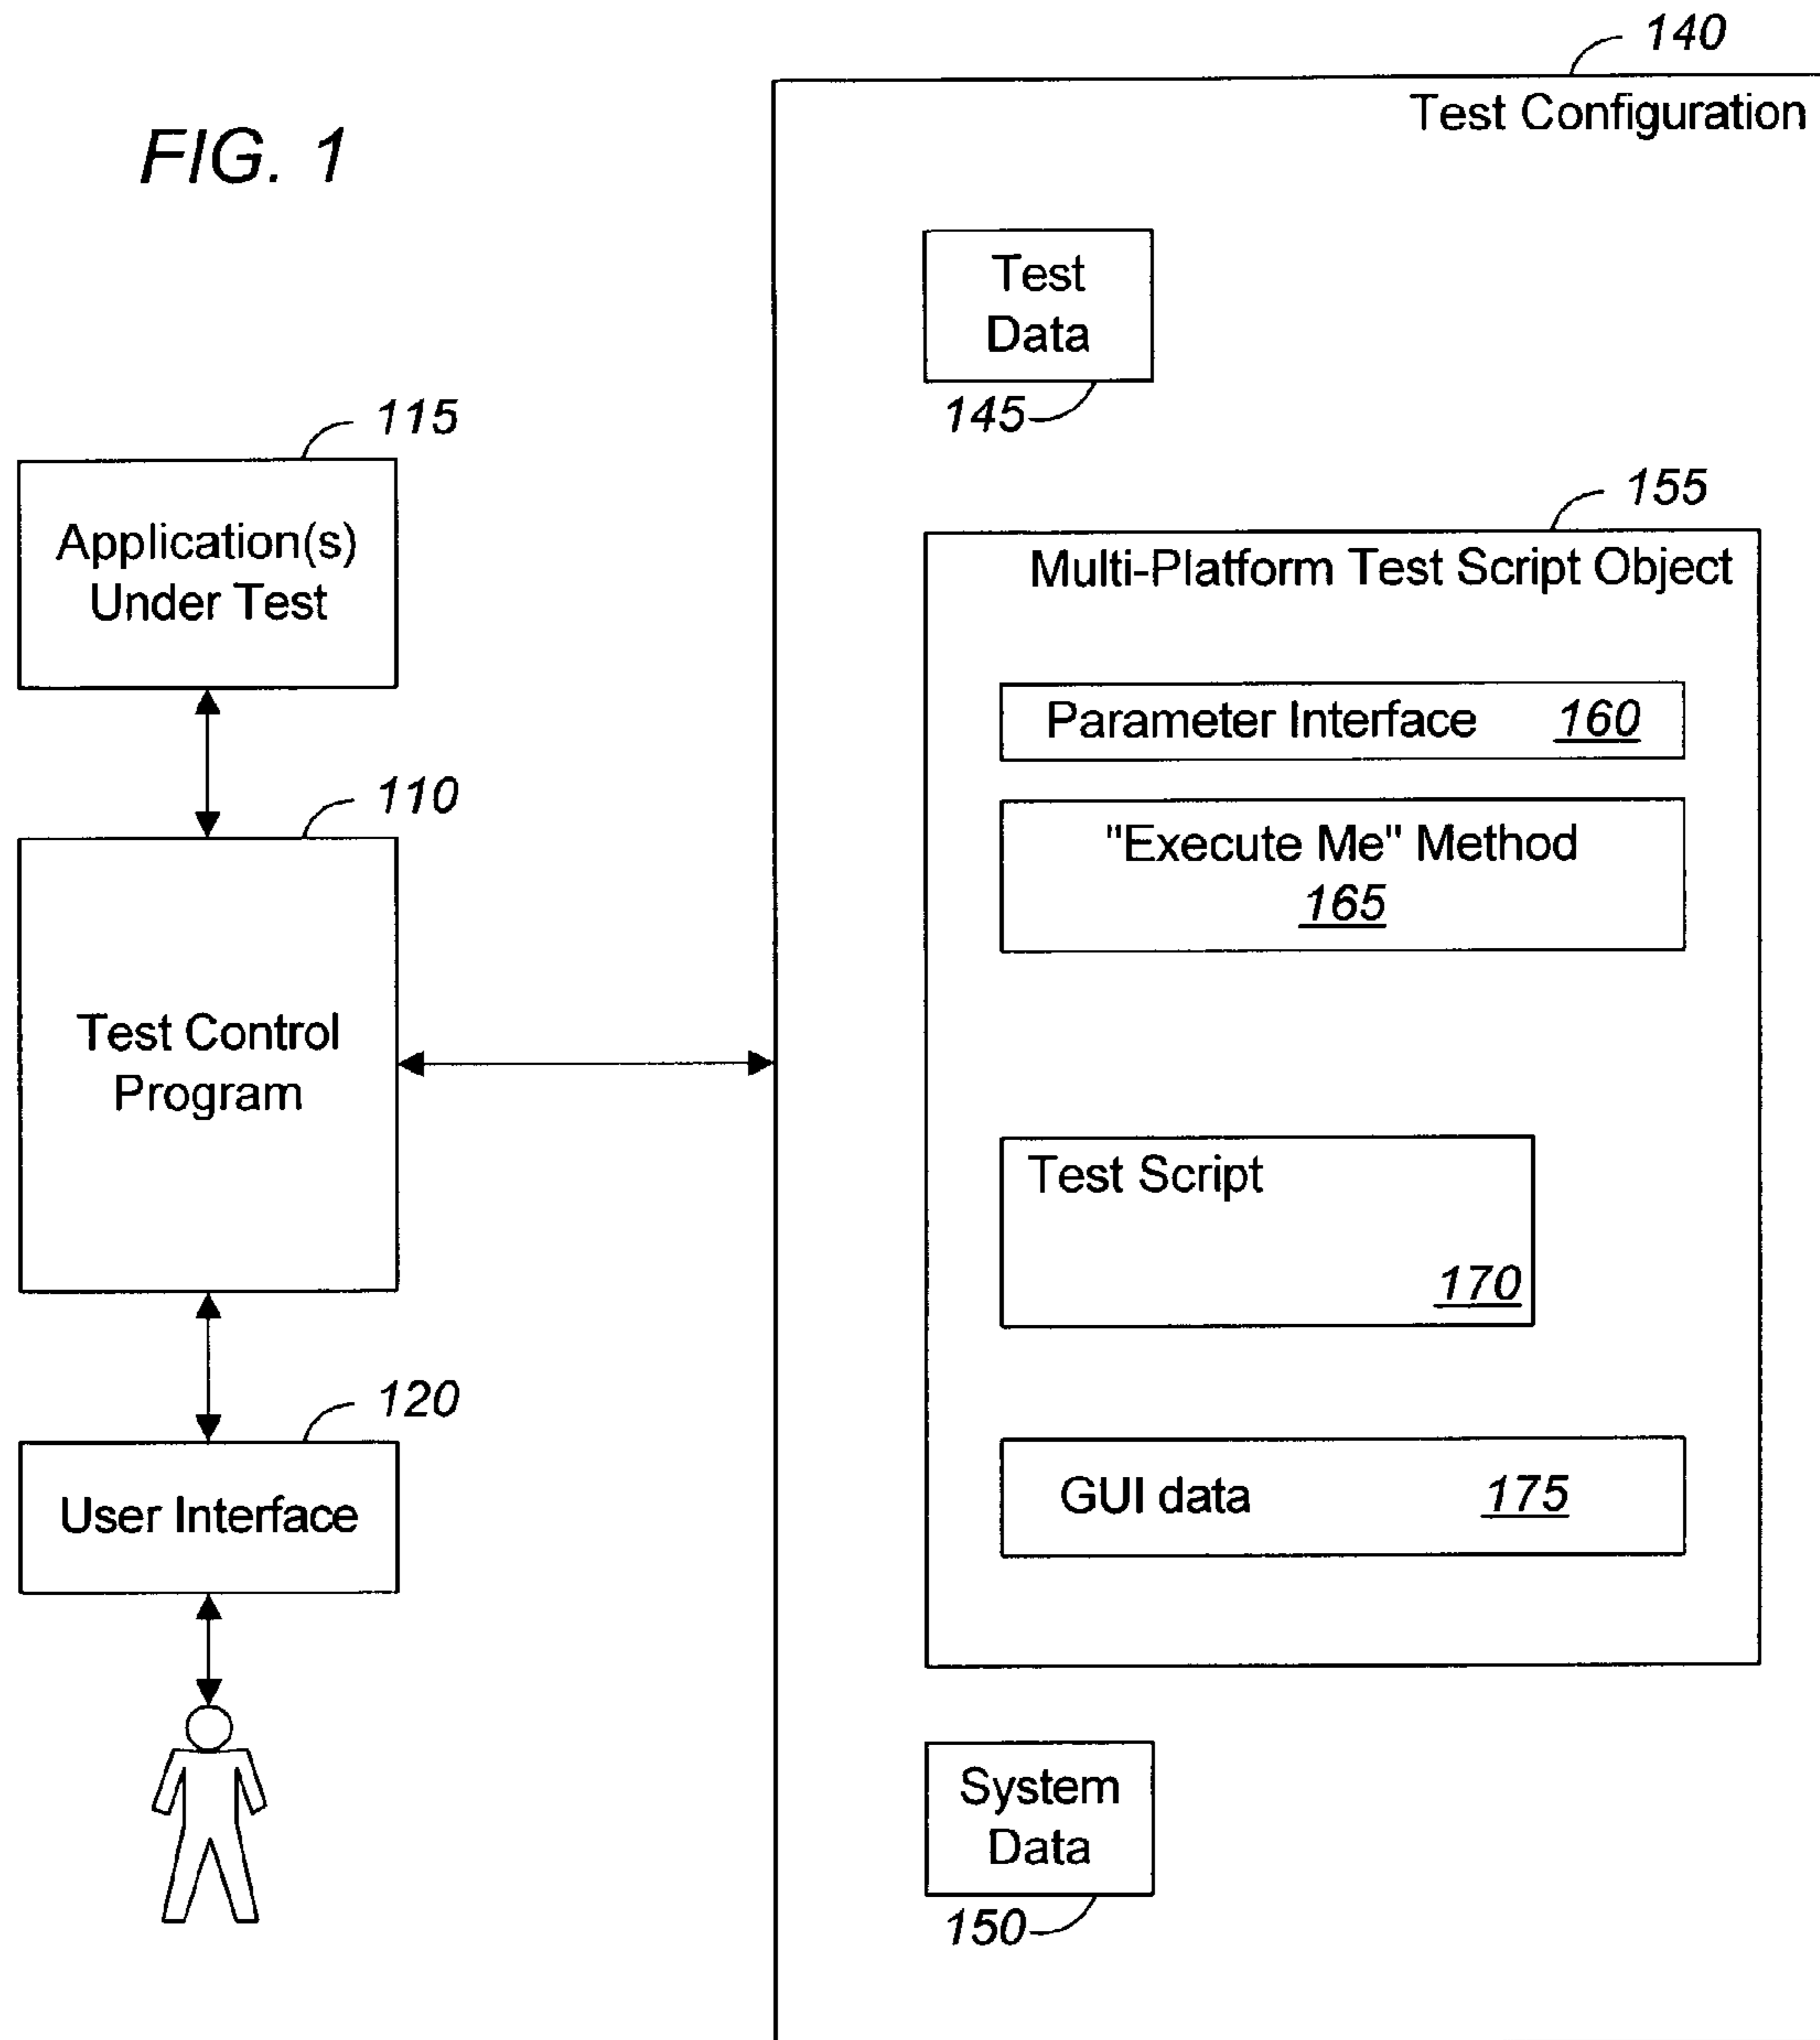 140
Test Configuration
FIG. 1
Test
Data
145
115
Application(s)
Under Test
155
Multi-Platform Test Script Object
Parameter Interface 160
110
"Execute Me" Method
165
Test Control
Program
Test Script
170
120
User Interface
GUI data 175
System
Data
150